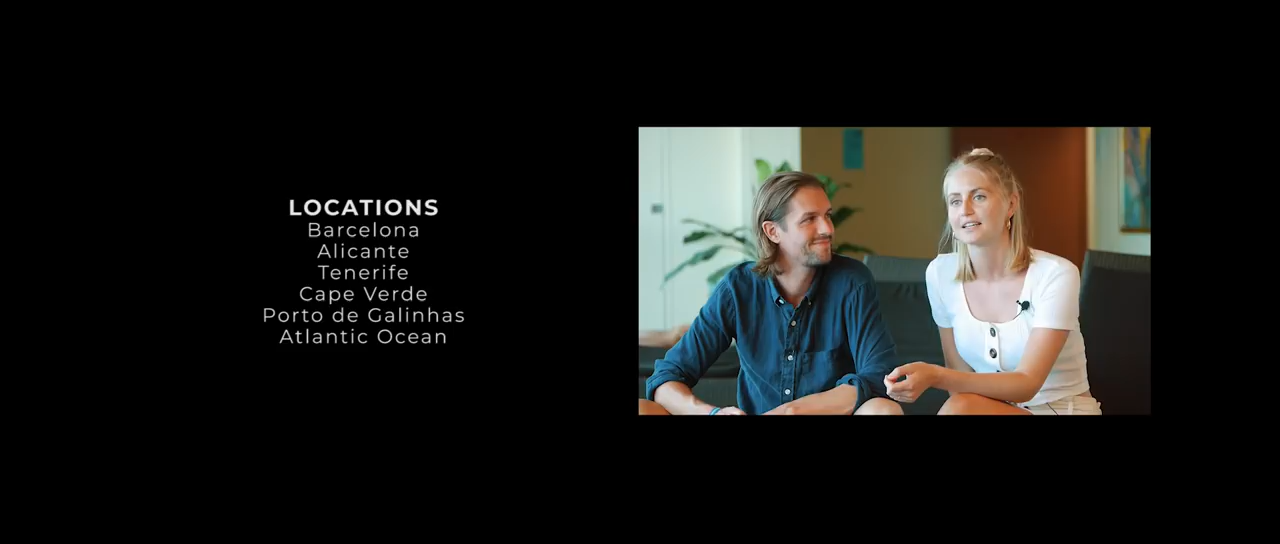 LOCATIONS
Barcelona
Alicante
Tenerife
Cape Verde
Porto de Galinhas
Atlantic Ocean